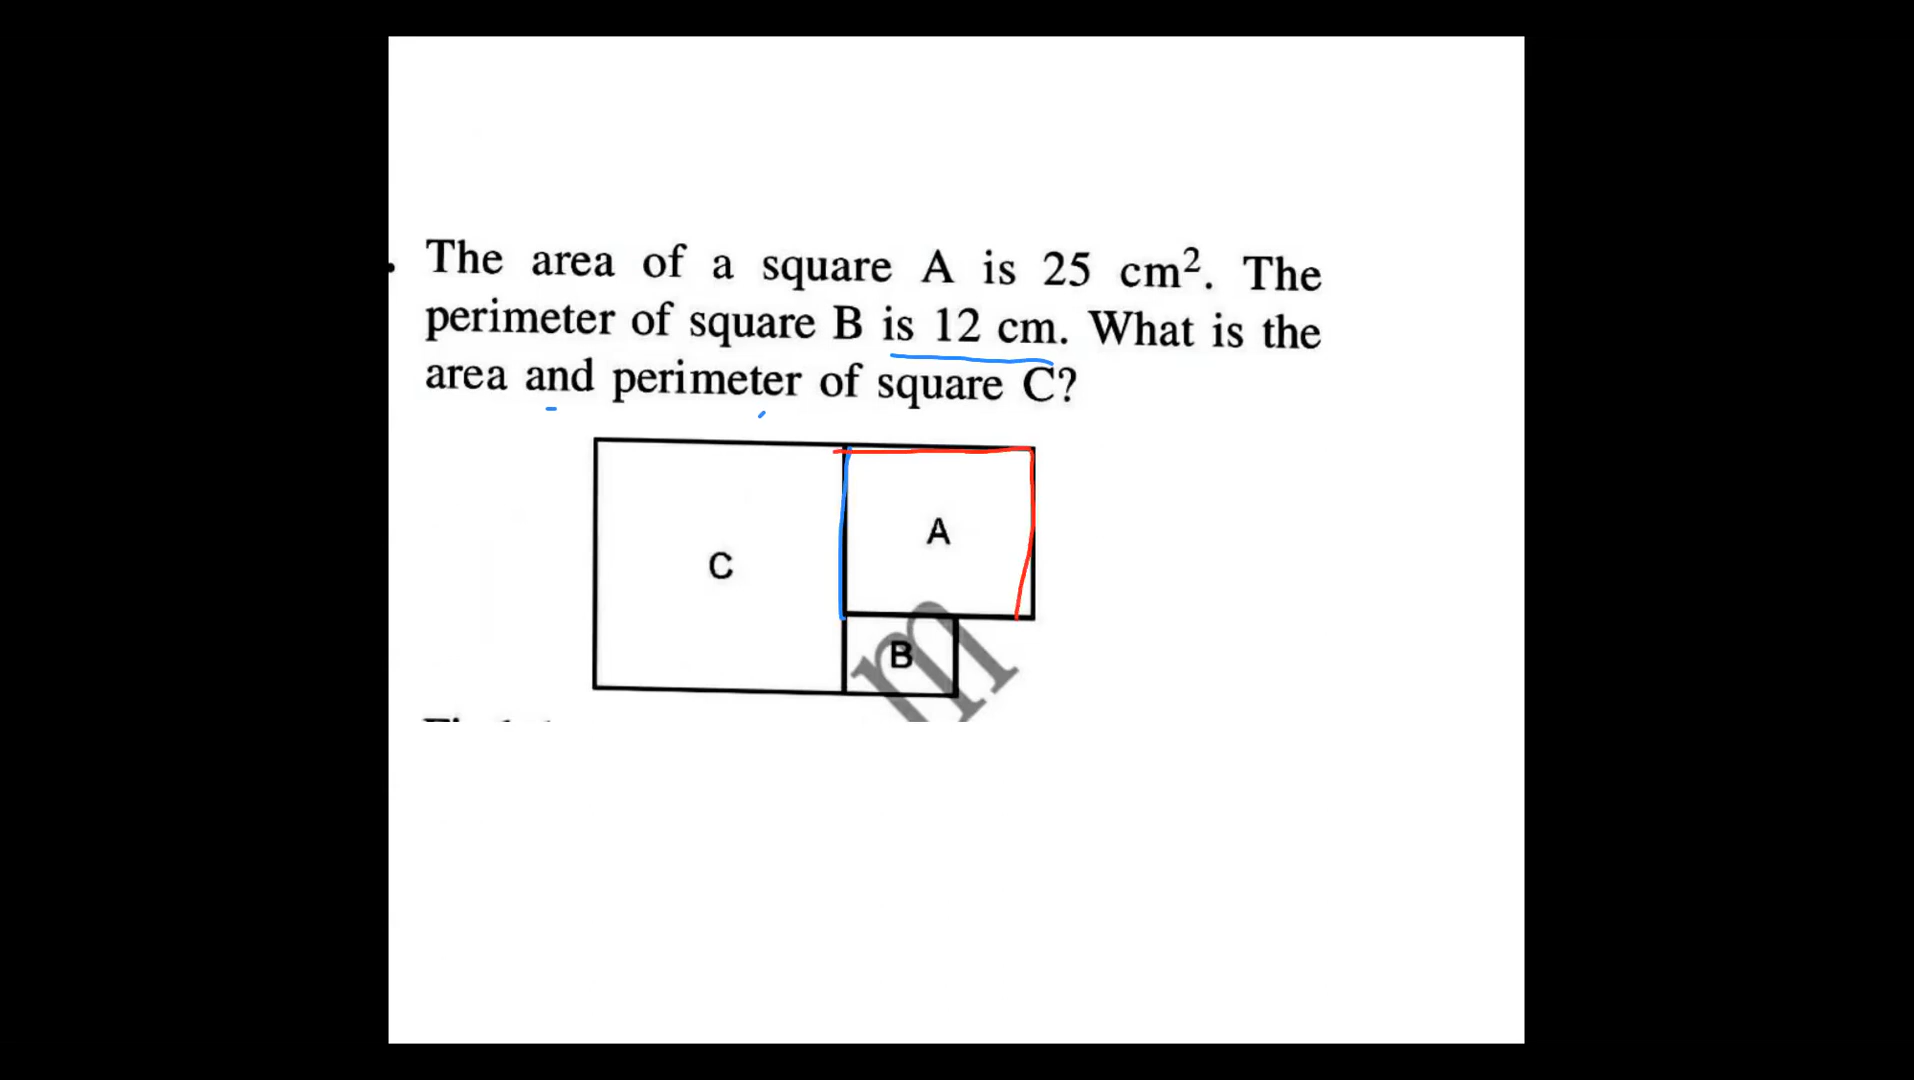 The area of a square A is 25 cm². The
perimeter of square B is 12 cm. What is the
area and perimeter of square C?
A
C
B
m